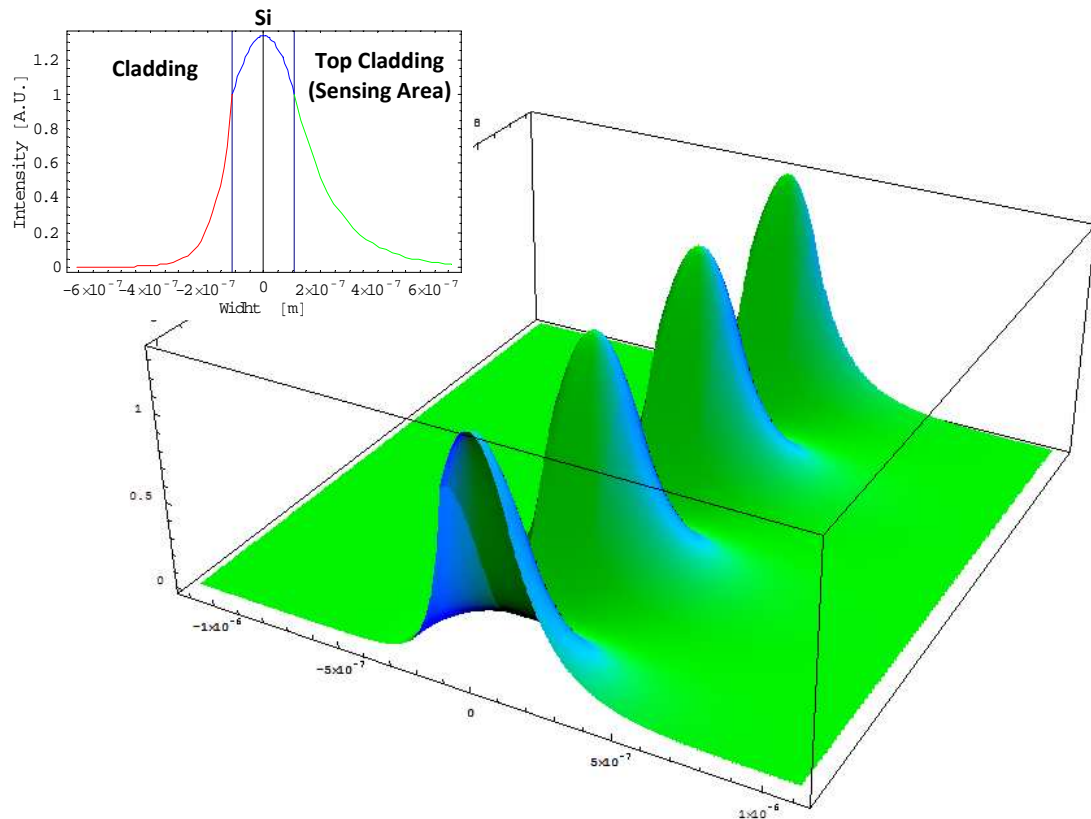 Si
Cladding
Top Cladding
(Sensing Area)
Intensity [A.U.]
1.2
1
0.8
0.6
0.4
0.2
0
−6×10⁻⁷ −4×10⁻⁷ −2×10⁻⁷ 0 2×10⁻⁷ 4×10⁻⁷ 6×10⁻⁷
Widht [m]
8
1
0.5
0
−1×10⁻⁶
−5×10⁻⁷
0
5×10⁻⁷
1×10⁻⁶